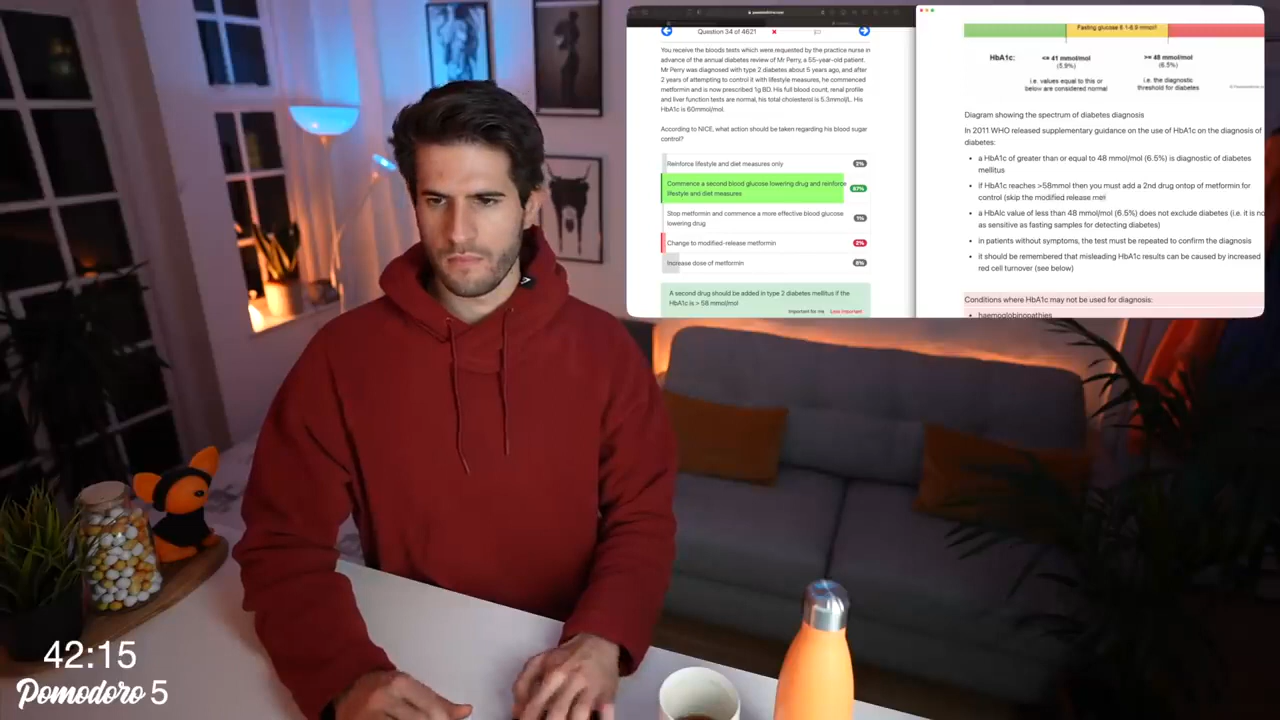 Question 34 of 4621
You receive the bloods tests which were requested by the practice nurse in
advance of the annual diabetes review of Mr Perry, a 55-year-old patient.
Mr Perry was diagnosed with type 2 diabetes about 5 years ago, and after
2 years of attempting to control it with lifestyle measures, he commenced
metformin and is now prescribed 1g BD. His full blood count, renal profile
and liver function tests are normal, his total cholesterol is 5.3mmol/L. His
HbA1c is 60mmol/mol.
According to NICE, what action should be taken regarding his blood sugar
control?
Reinforce lifestyle and diet measures only
Commence a second blood glucose lowering drug and reinforce
lifestyle and diet measures
87%
Stop metformin and commence a more effective blood glucose
lowering drug
1%
Change to modified-release metformin
Increase dose of metformin
A second drug should be added in type 2 diabetes mellitus if the
HbA1c is > 58 mmol/mol
Important for me
Less important
Fasting glucose 6.1-6.9 mmol/l
HbA1c:
<= 41 mmol/mol
(5.9%)
i.e. values equal to this or
below are considered normal
>= 48 mmol/mol
(6.5%)
i.e. the diagnostic
threshold for diabetes
Diagram showing the spectrum of diabetes diagnosis
In 2011 WHO released supplementary guidance on the use of HbA1c on the diagnosis of
diabetes:
• a HbA1c of greater than or equal to 48 mmol/mol (6.5%) is diagnostic of diabetes
mellitus
• if HbA1c reaches >58mmol then you must add a 2nd drug ontop of metformin for
control (skip the modified release me
• a HbAlc value of less than 48 mmol/mol (6.5%) does not exclude diabetes (i.e. it is no
as sensitive as fasting samples for detecting diabetes)
• in patients without symptoms, the test must be repeated to confirm the diagnosis
• it should be remembered that misleading HbA1c results can be caused by increased
red cell turnover (see below)
Conditions where HbA1c may not be used for diagnosis:
• haemoglobinopathies
42:15
Pomodoro 5